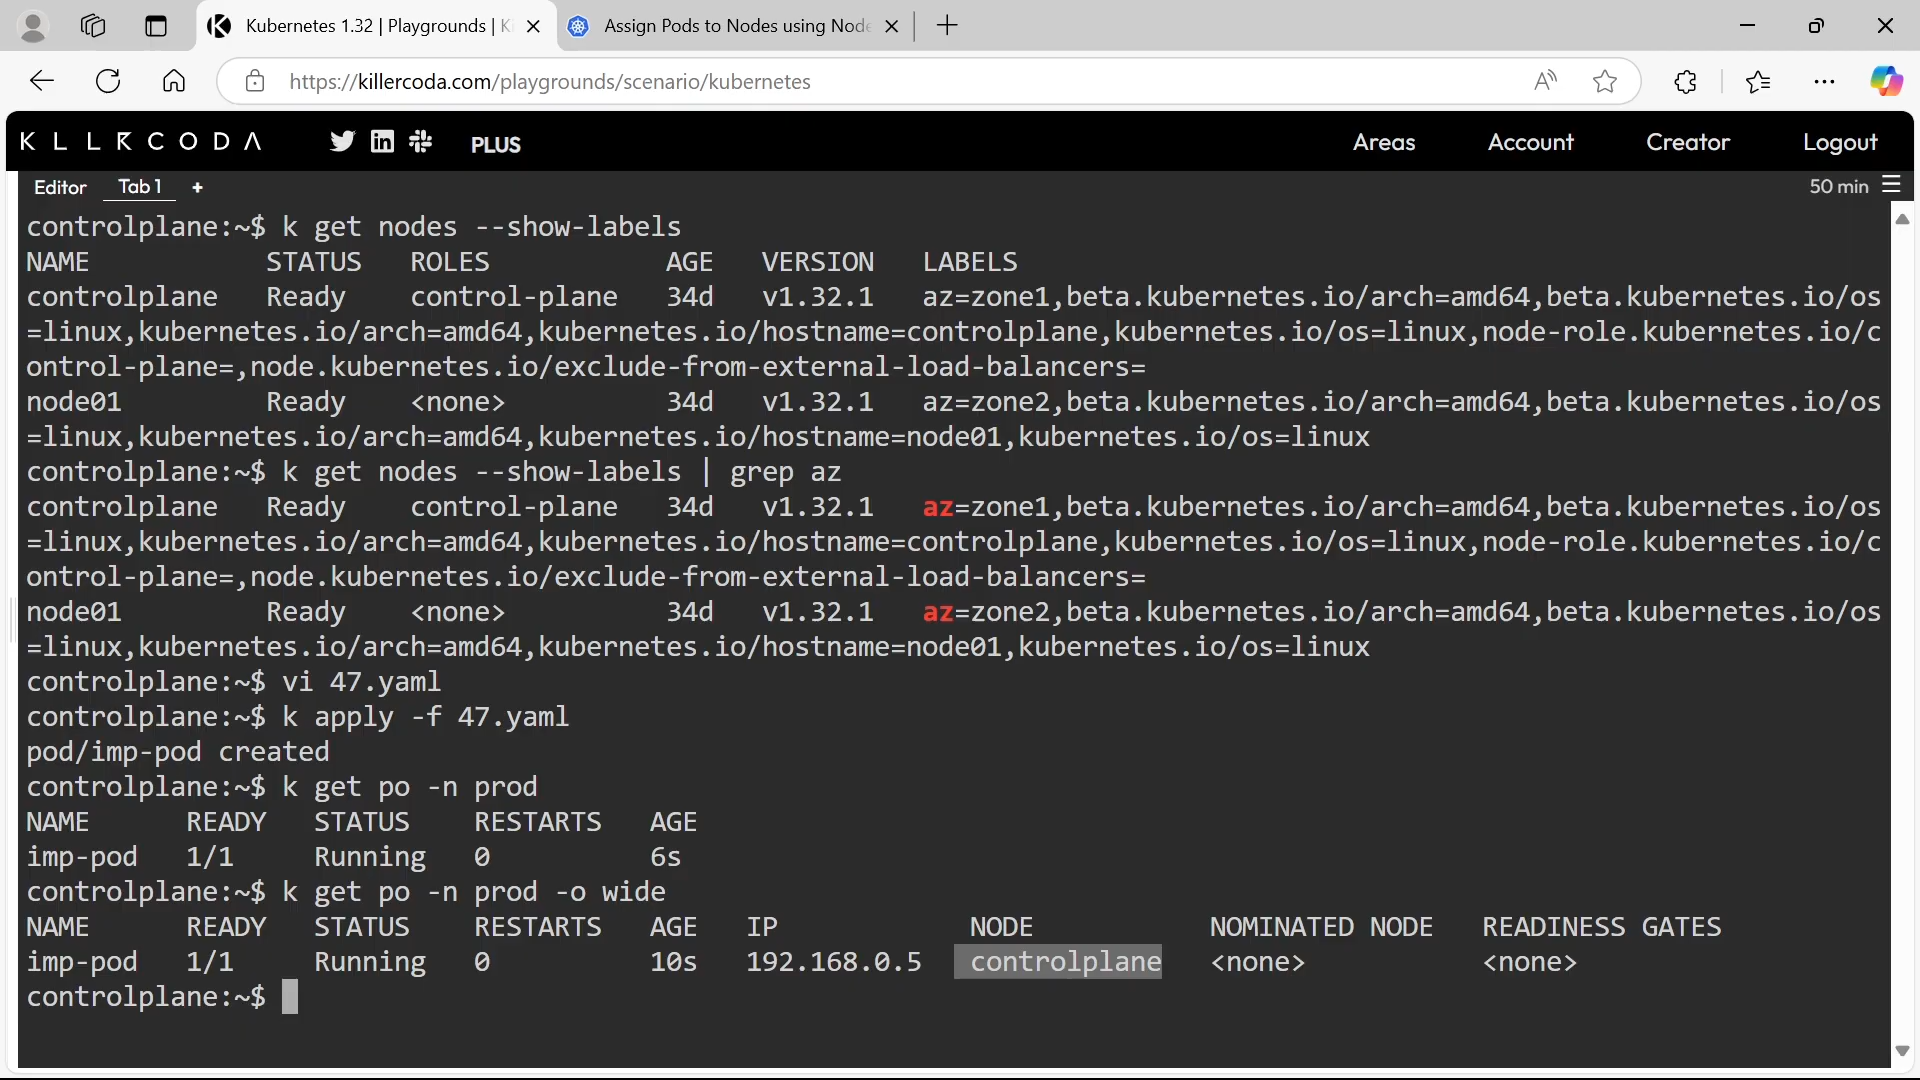 Kubernetes 1.32 | Playgrounds | Ki
Assign Pods to Nodes using Node
https://killercoda.com/playgrounds/scenario/kubernetes
KILLERCODA
PLUS
Areas
Account
Creator
Logout
Editor
Tab 1
+
50 min
controlplane:~$ k get nodes --show-labels
NAME STATUS ROLES AGE VERSION LABELS
controlplane Ready control-plane 34d v1.32.1 az=zone1,beta.kubernetes.io/arch=amd64,beta.kubernetes.io/os
=linux,kubernetes.io/arch=amd64,kubernetes.io/hostname=controlplane,kubernetes.io/os=linux,node-role.kubernetes.io/c
ontrol-plane=,node.kubernetes.io/exclude-from-external-load-balancers=
node01 Ready <none> 34d v1.32.1 az=zone2,beta.kubernetes.io/arch=amd64,beta.kubernetes.io/os
=linux,kubernetes.io/arch=amd64,kubernetes.io/hostname=node01,kubernetes.io/os=linux
controlplane:~$ k get nodes --show-labels | grep az
controlplane Ready control-plane 34d v1.32.1 az=zone1,beta.kubernetes.io/arch=amd64,beta.kubernetes.io/os
=linux,kubernetes.io/arch=amd64,kubernetes.io/hostname=controlplane,kubernetes.io/os=linux,node-role.kubernetes.io/c
ontrol-plane=,node.kubernetes.io/exclude-from-external-load-balancers=
node01 Ready <none> 34d v1.32.1 az=zone2,beta.kubernetes.io/arch=amd64,beta.kubernetes.io/os
=linux,kubernetes.io/arch=amd64,kubernetes.io/hostname=node01,kubernetes.io/os=linux
controlplane:~$ vi 47.yaml
controlplane:~$ k apply -f 47.yaml
pod/imp-pod created
controlplane:~$ k get po -n prod
NAME READY STATUS RESTARTS AGE
imp-pod 1/1 Running 0 6s
controlplane:~$ k get po -n prod -o wide
NAME READY STATUS RESTARTS AGE IP NODE NOMINATED NODE READINESS GATES
imp-pod 1/1 Running 0 10s 192.168.0.5 controlplane <none> <none>
controlplane:~$